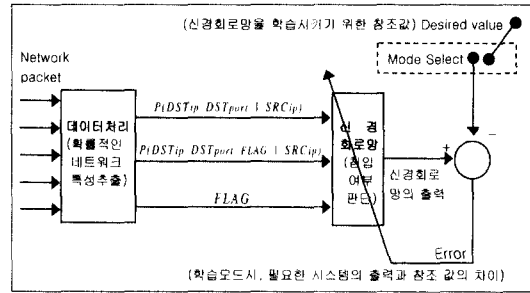 (신경회로망을 학습시키기 위한 참조값) Desired value
Mode Select
Network
packet
데이터처리
(확률적인
네트워크
특성추출)
P(DSTip DSTport | SRCip)
P(DSTip DSTport FLAG | SRCip)
FLAG
신 경
회로망
(침입
여부
판단)
+
−
신경회로
망의 출력
Error
(학습모드시, 필요한 시스템의 출력과 참조 값의 차이)